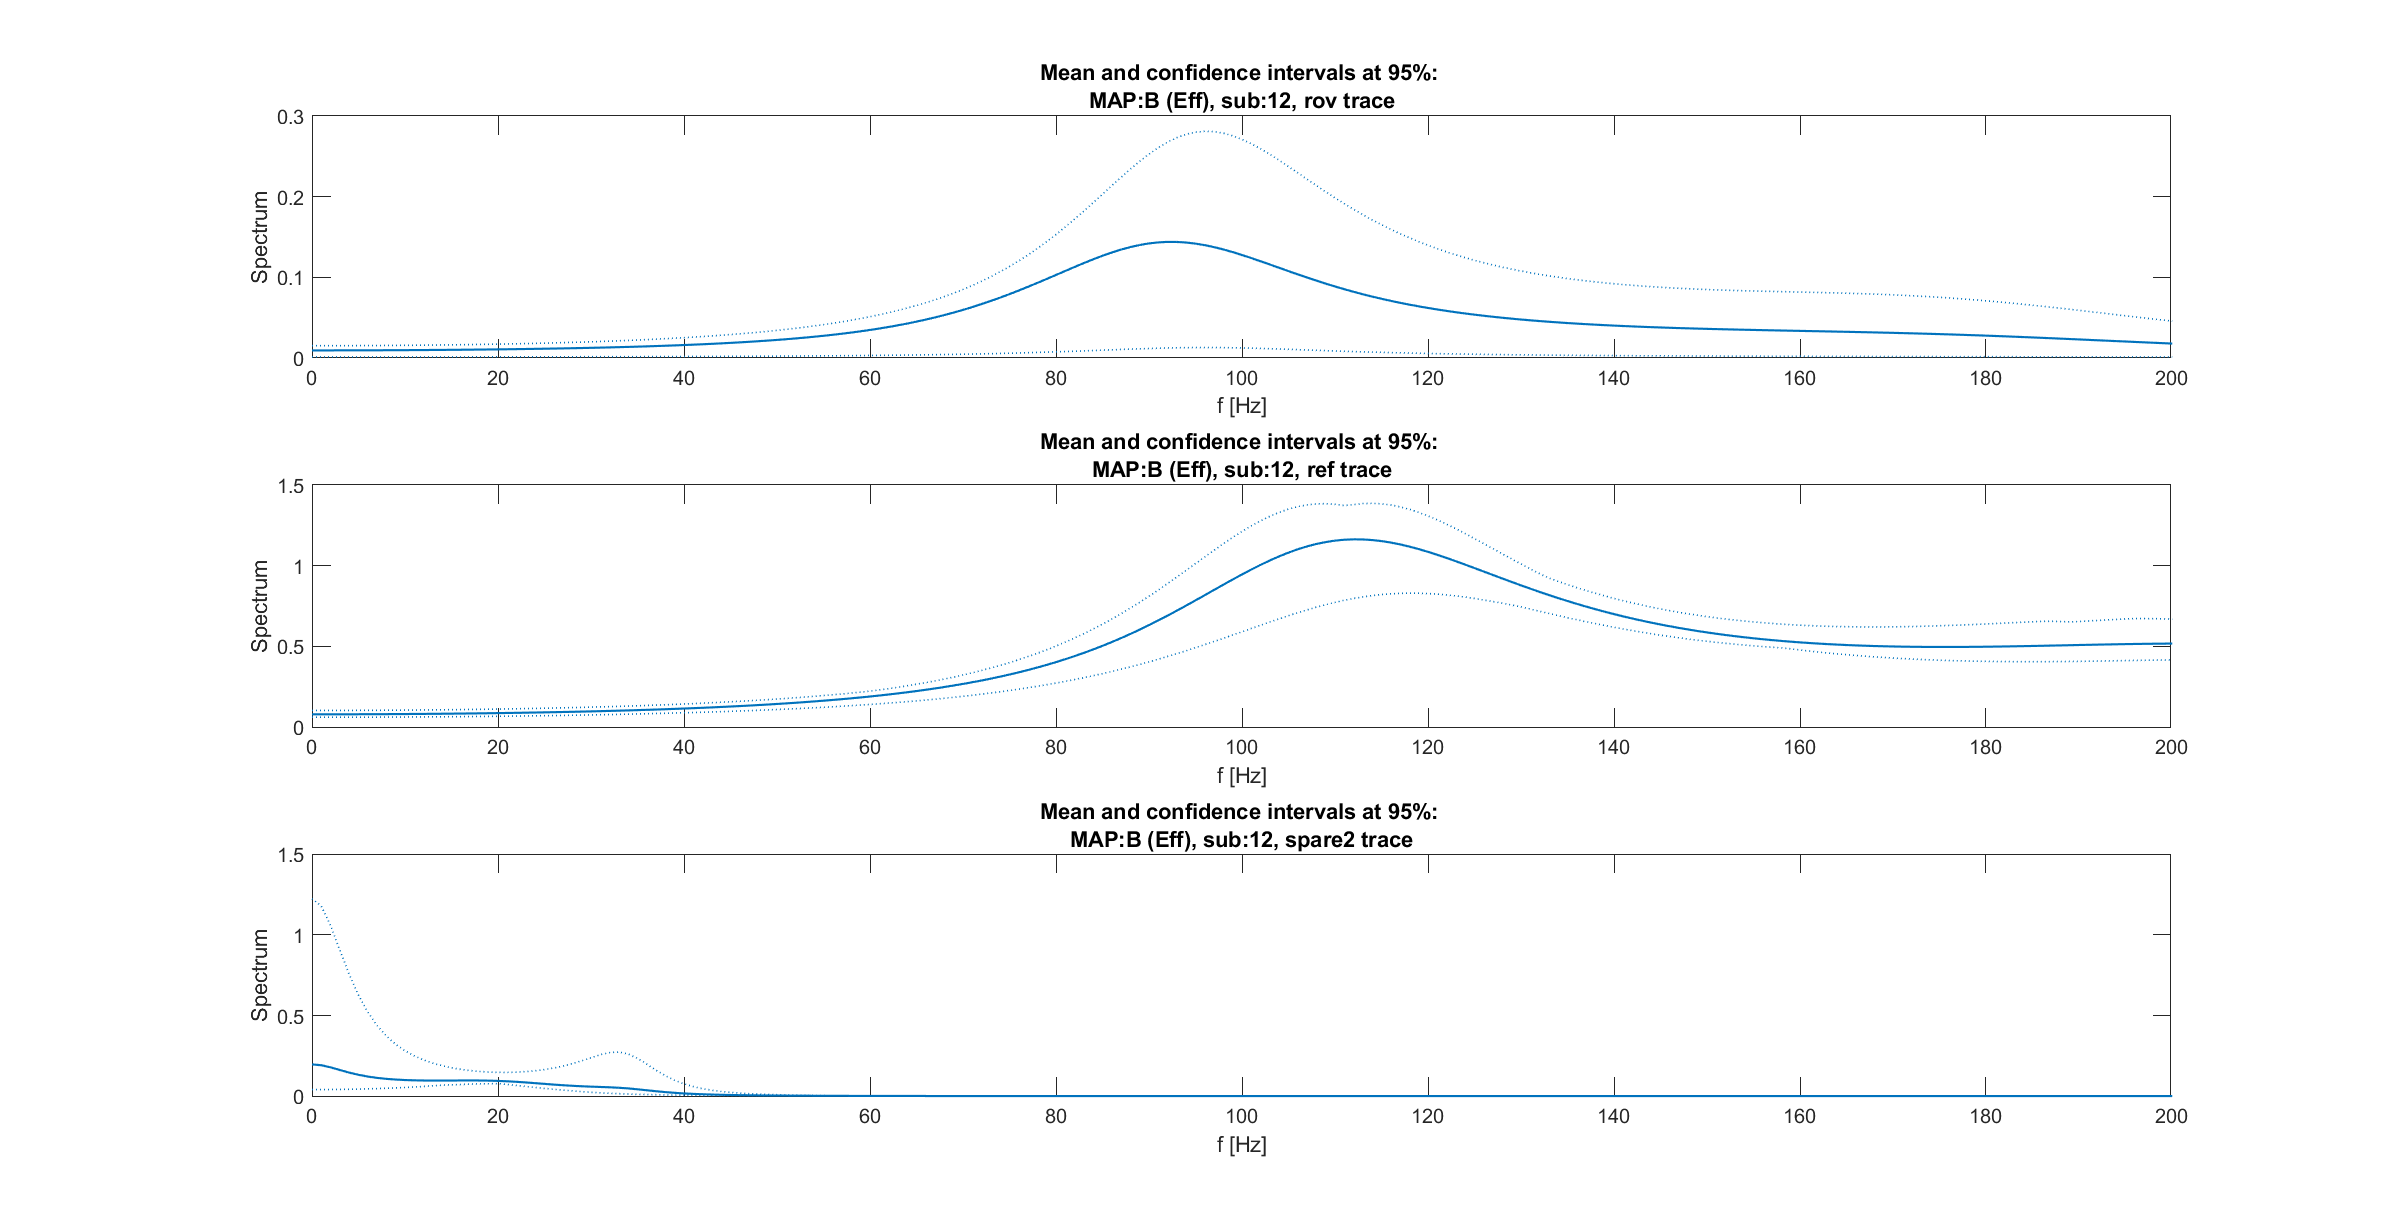 Mean and confidence intervals at 95%:
MAP:B (Eff), sub:12, rov trace
0.3
0.2
0.1
0
Spectrum
0 20 40 60 80 100 120 140 160 180 200
f [Hz]
Mean and confidence intervals at 95%:
MAP:B (Eff), sub:12, ref trace
1.5
1
0.5
0
Spectrum
0 20 40 60 80 100 120 140 160 180 200
f [Hz]
Mean and confidence intervals at 95%:
MAP:B (Eff), sub:12, spare2 trace
1.5
1
0.5
0
Spectrum
0 20 40 60 80 100 120 140 160 180 200
f [Hz]